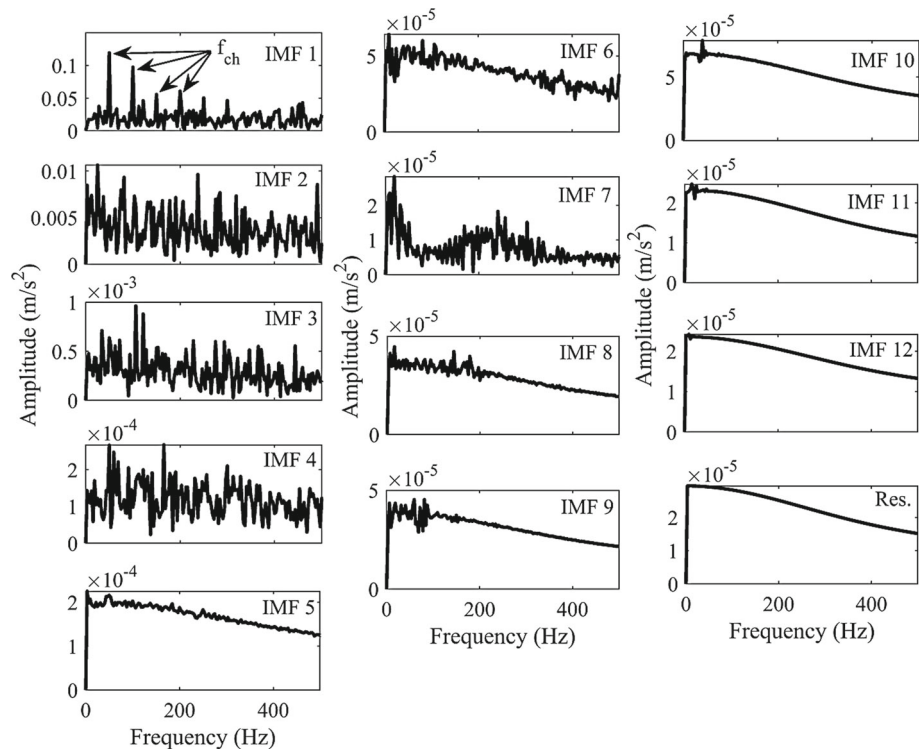 f_ch
IMF 1
0.1
0.05
0
IMF 2
0.01
0.005
0
×10⁻³
IMF 3
1
0.5
0
×10⁻⁴
IMF 4
2
1
0
×10⁻⁴
IMF 5
2
1
0
0 200 400
Frequency (Hz)
Amplitude (m/s²)
×10⁻⁵
IMF 6
5
0
×10⁻⁵
IMF 7
2
1
0
×10⁻⁵
IMF 8
5
0
×10⁻⁵
IMF 9
5
0
0 200 400
Frequency (Hz)
Amplitude (m/s²)
×10⁻⁵
IMF 10
5
0
×10⁻⁵
IMF 11
2
1
0
×10⁻⁵
IMF 12
2
1
0
×10⁻⁵
Res.
2
1
0
0 200 400
Frequency (Hz)
Amplitude (m/s²)